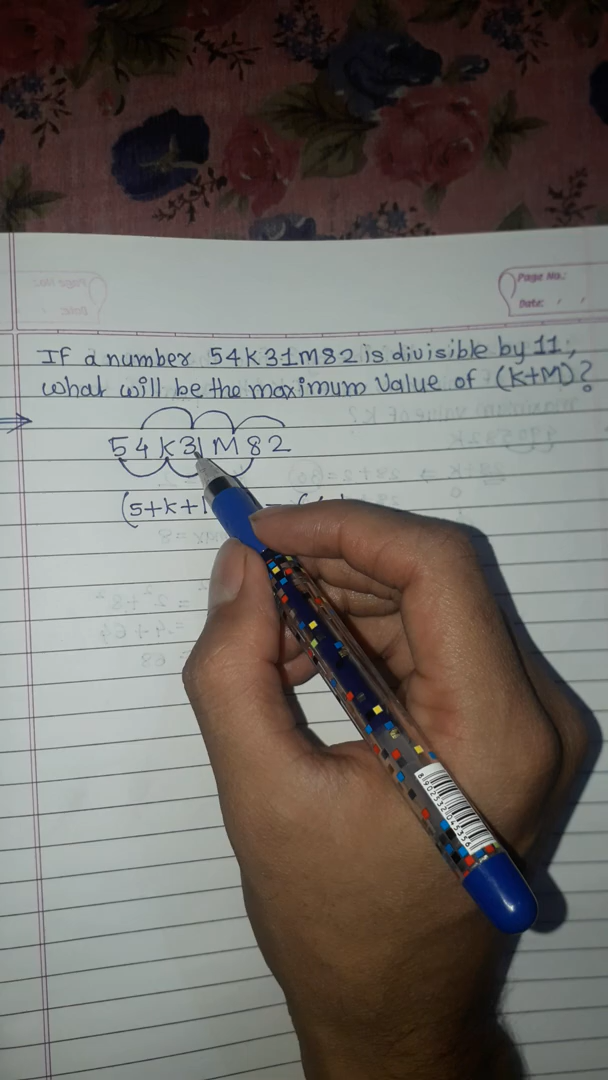 Page No.:
Date:
If a number 54K31M82 is divisible by 11,
what will be the maximum value of (K+M)?
⇒
54K31M82
(5+K+1
8902532045356